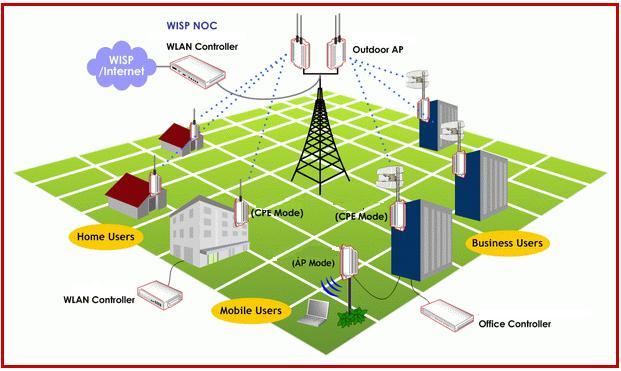 WISP NOC
WLAN Controller
Outdoor AP
WISP
/Internet
(CPE Mode)
(CPE Mode)
Home Users
Business Users
(AP Mode)
WLAN Controller
Mobile Users
Office Controller